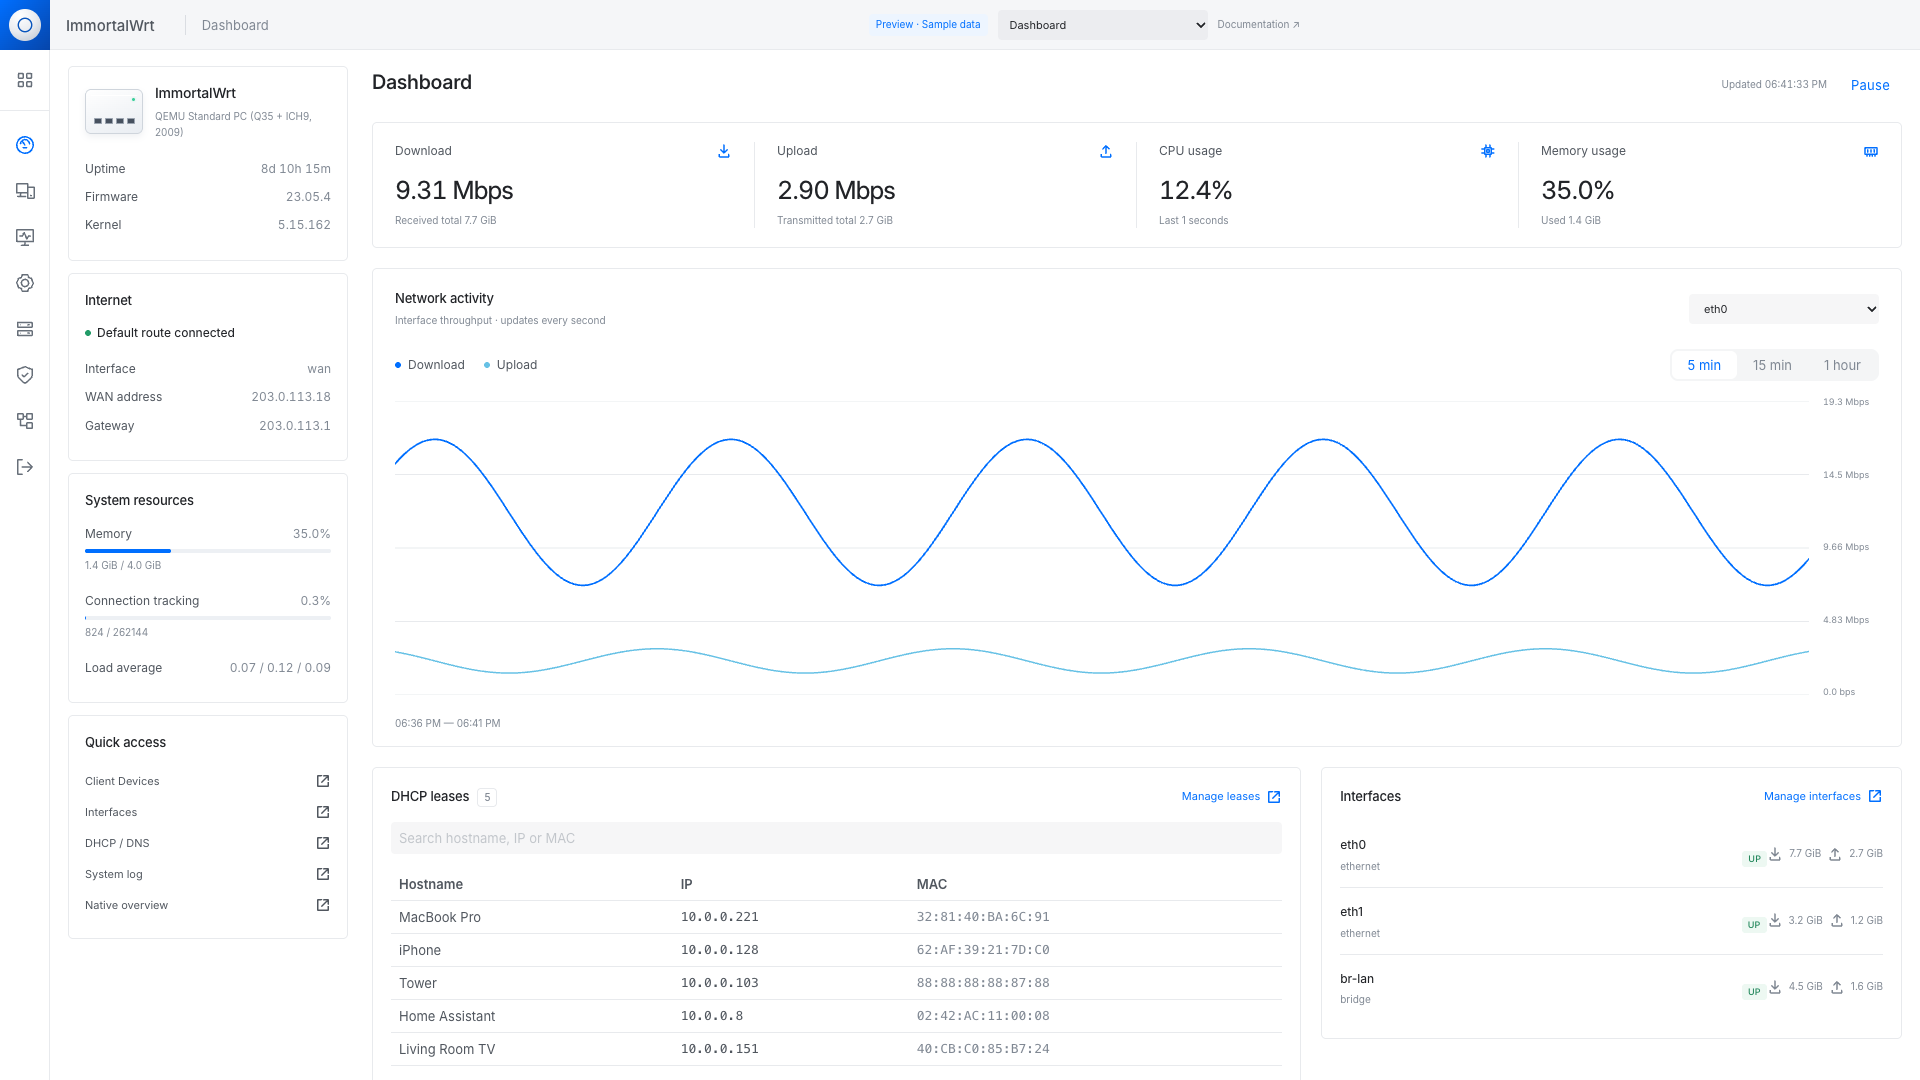 ImmortalWrt
Dashboard
Preview · Sample data
Dashboard
Documentation ↗
ImmortalWrt
QEMU Standard PC (Q35 + ICH9, 2009)
Uptime 8d 10h 15m
Firmware 23.05.4
Kernel 5.15.162
Internet
Default route connected
Interface wan
WAN address 203.0.113.18
Gateway 203.0.113.1
System resources
Memory 35.0%
1.4 GiB / 4.0 GiB
Connection tracking 0.3%
824 / 262144
Load average 0.07 / 0.12 / 0.09
Quick access
Client Devices
Interfaces
DHCP / DNS
System log
Native overview
Dashboard
Updated 06:41:33 PM
Pause
Download
9.31 Mbps
Received total 7.7 GiB
Upload
2.90 Mbps
Transmitted total 2.7 GiB
CPU usage
12.4%
Last 1 seconds
Memory usage
35.0%
Used 1.4 GiB
Network activity
Interface throughput · updates every second
eth0
Download Upload
5 min 15 min 1 hour
19.3 Mbps
14.5 Mbps
9.66 Mbps
4.83 Mbps
0.0 bps
06:36 PM — 06:41 PM
DHCP leases 5
Manage leases
Search hostname, IP or MAC
Hostname IP MAC
MacBook Pro 10.0.0.221 32:81:40:BA:6C:91
iPhone 10.0.0.128 62:AF:39:21:7D:C0
Tower 10.0.0.103 88:88:88:88:87:88
Home Assistant 10.0.0.8 02:42:AC:11:00:08
Living Room TV 10.0.0.151 40:CB:C0:85:B7:24
Interfaces
Manage interfaces
eth0
ethernet
UP 7.7 GiB 2.7 GiB
eth1
ethernet
UP 3.2 GiB 1.2 GiB
br-lan
bridge
UP 4.5 GiB 1.6 GiB